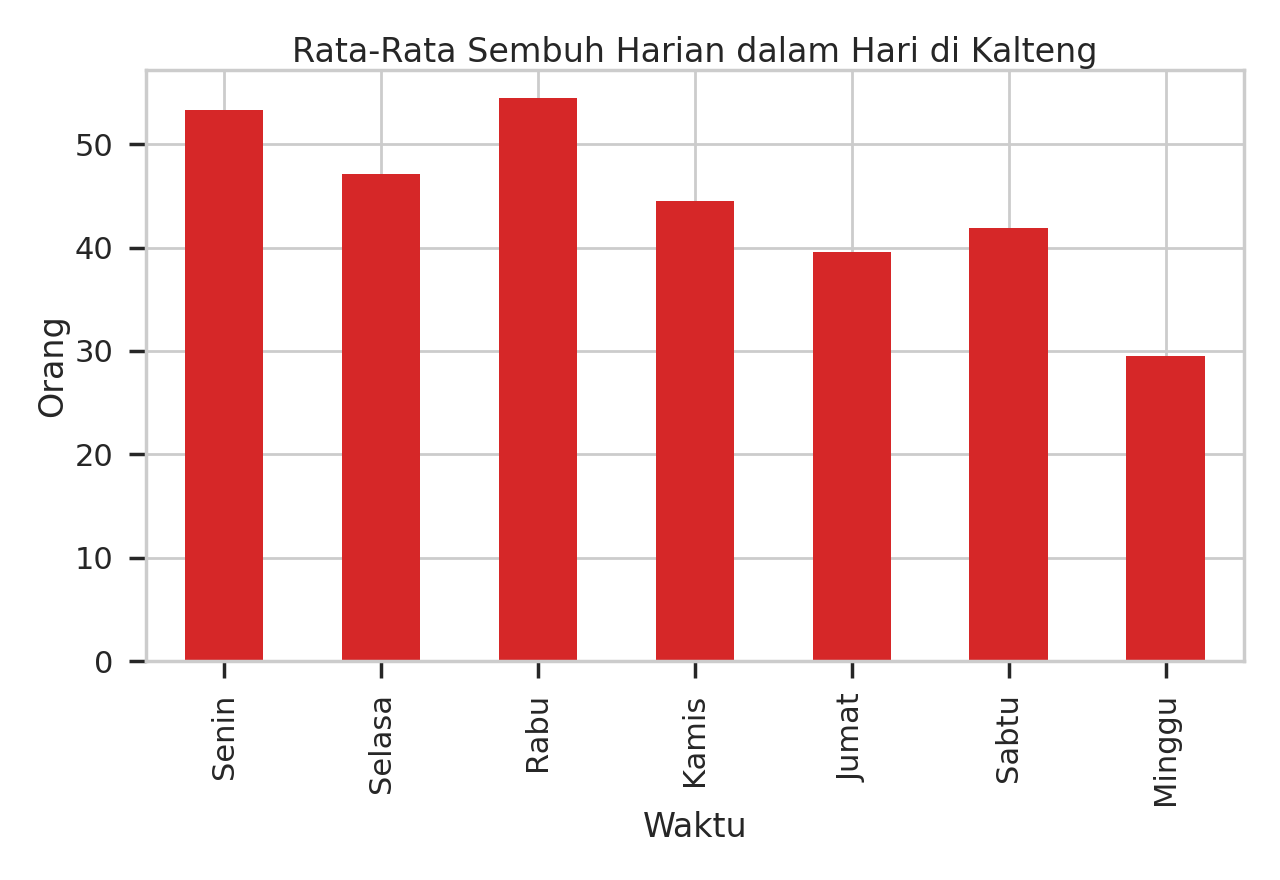 Rata-Rata Sembuh Harian dalam Hari di Kalteng
Orang
50
40
30
20
10
0
Senin
Selasa
Rabu
Kamis
Jumat
Sabtu
Minggu
Waktu